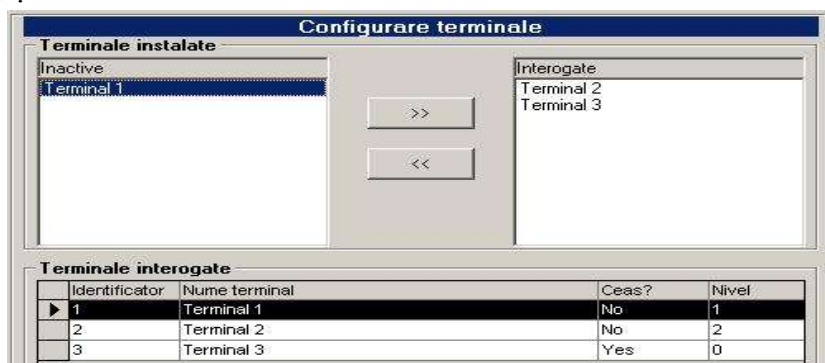 Configurare terminale
Terminale instalate
Inactive
Interogate
Terminal 1
>>
Terminal 2
Terminal 3
<<
Terminale interogate
Identificator Nume terminal Ceas? Nivel
1 Terminal 1 No 1
2 Terminal 2 No 2
3 Terminal 3 Yes 0